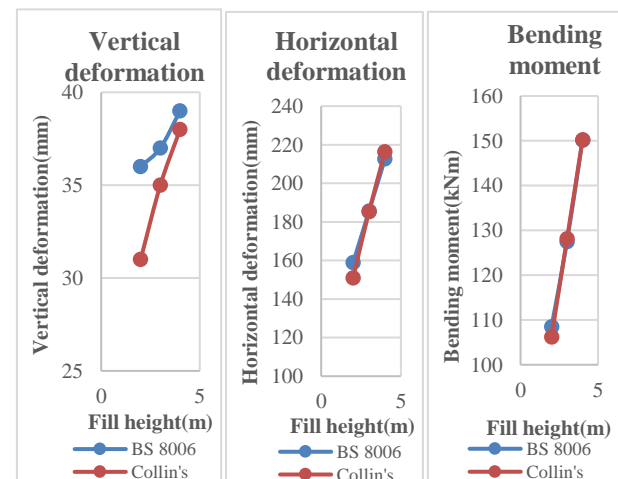 Vertical
deformation
Vertical deformation(mm)
40
35
30
25
0
5
Fill height(m)
BS 8006
Collin's
Horizontal
deformation
Horizontal deformation(mm)
240
220
200
180
160
140
120
100
0
5
Fill height(m)
BS 8006
Collin's
Bending
moment
Bending moment(kNm)
160
150
140
130
120
110
100
0
5
Fill height(m)
BS 8006
Collin's